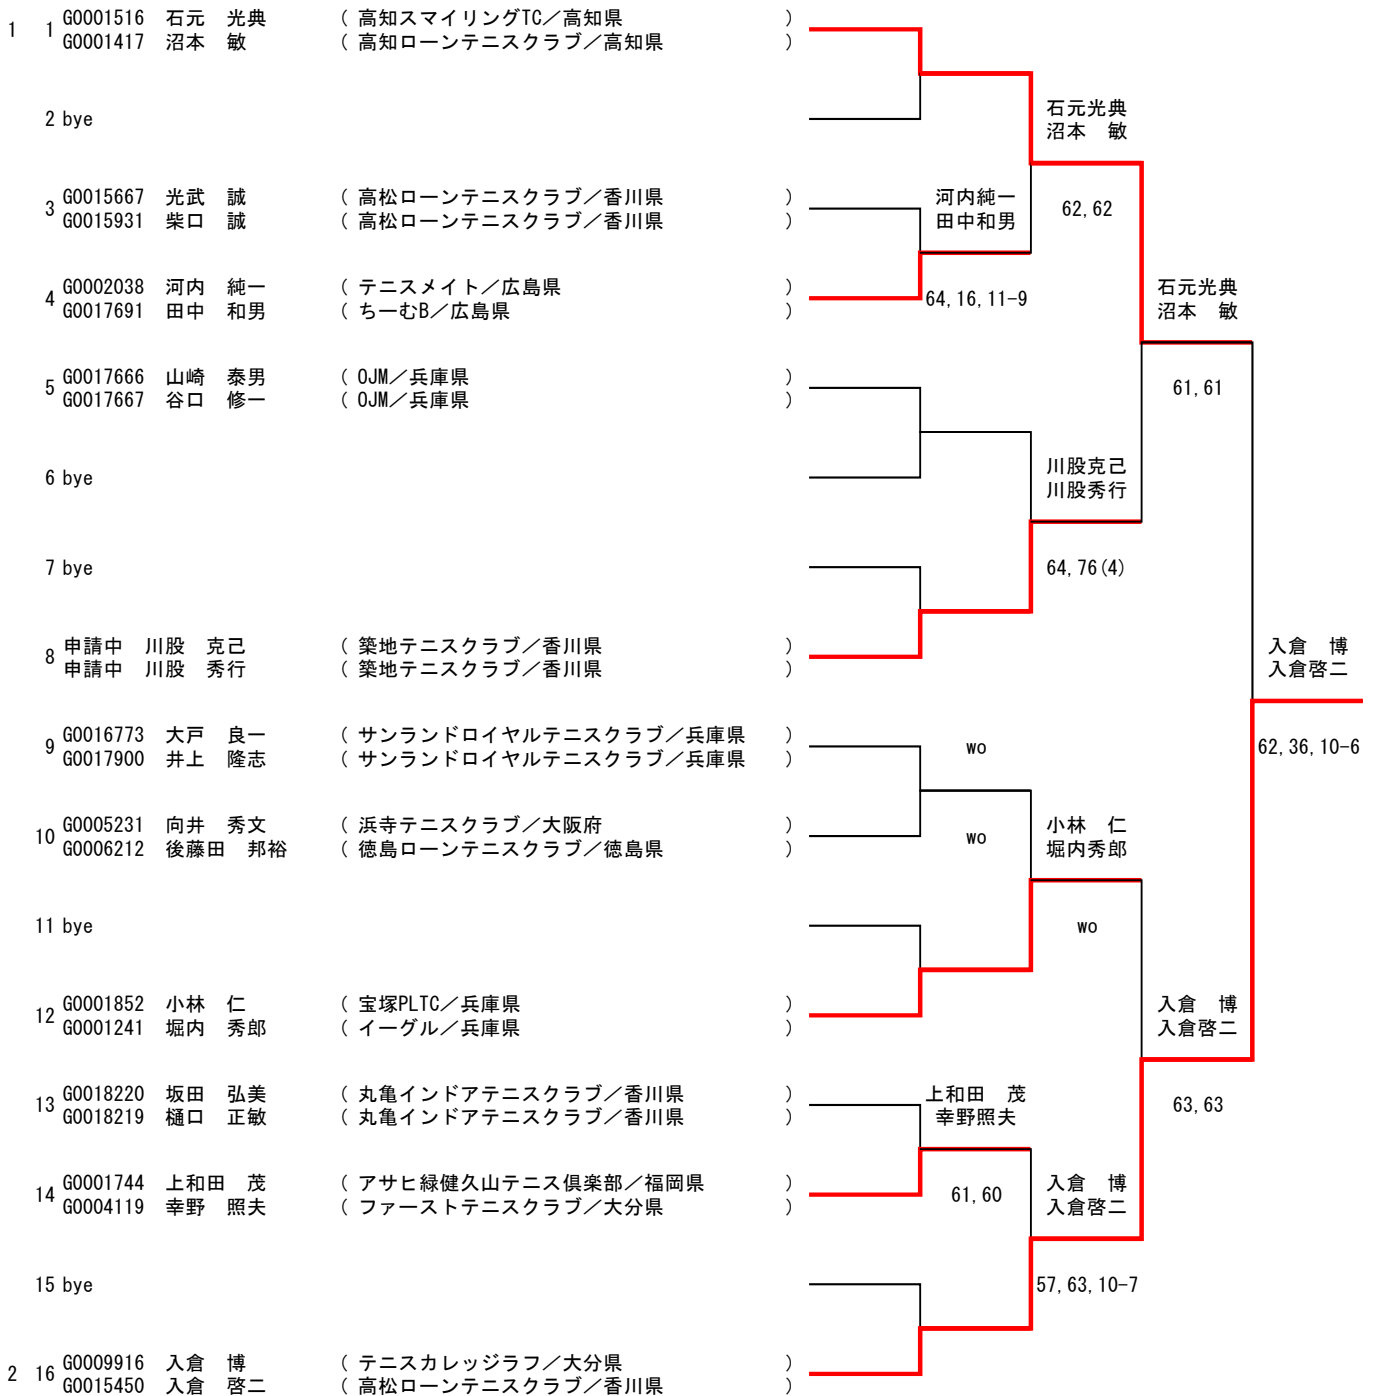 1 1 G0001516 石元 光典 ( 高知スマイリングTC/高知県 )
G0001417 沼本 敏 ( 高知ローンテニスクラブ/高知県 )
2 bye
石元光典
沼本 敏
3 G0015667 光武 誠 ( 高松ローンテニスクラブ/香川県 )
G0015931 柴口 誠 ( 高松ローンテニスクラブ/香川県 )
河内純一
田中和男
62,62
4 G0002038 河内 純一 ( テニスメイト/広島県 )
G0017691 田中 和男 ( ちーむB/広島県 )
64,16,11-9
石元光典
沼本 敏
5 G0017666 山崎 泰男 ( OJM/兵庫県 )
G0017667 谷口 修一 ( OJM/兵庫県 )
61,61
6 bye
川股克己
川股秀行
7 bye
64,76(4)
8 申請中 川股 克己 ( 築地テニスクラブ/香川県 )
申請中 川股 秀行 ( 築地テニスクラブ/香川県 )
入倉 博
入倉啓二
9 G0016773 大戸 良一 ( サンランドロイヤルテニスクラブ/兵庫県 )
G0017900 井上 隆志 ( サンランドロイヤルテニスクラブ/兵庫県 )
wo
62,36,10-6
10 G0005231 向井 秀文 ( 浜寺テニスクラブ/大阪府 )
G0006212 後藤田 邦裕 ( 徳島ローンテニスクラブ/徳島県 )
wo
小林 仁
堀内秀郎
11 bye
wo
12 G0001852 小林 仁 ( 宝塚PLTC/兵庫県 )
G0001241 堀内 秀郎 ( イーグル/兵庫県 )
入倉 博
入倉啓二
13 G0018220 坂田 弘美 ( 丸亀インドアテニスクラブ/香川県 )
G0018219 樋口 正敏 ( 丸亀インドアテニスクラブ/香川県 )
上和田 茂
幸野照夫
63,63
14 G0001744 上和田 茂 ( アサヒ緑健久山テニス倶楽部/福岡県 )
G0004119 幸野 照夫 ( ファーストテニスクラブ/大分県 )
61,60
入倉 博
入倉啓二
15 bye
57,63,10-7
2 16 G0009916 入倉 博 ( テニスカレッジラフ/大分県 )
G0015450 入倉 啓二 ( 高松ローンテニスクラブ/香川県 )